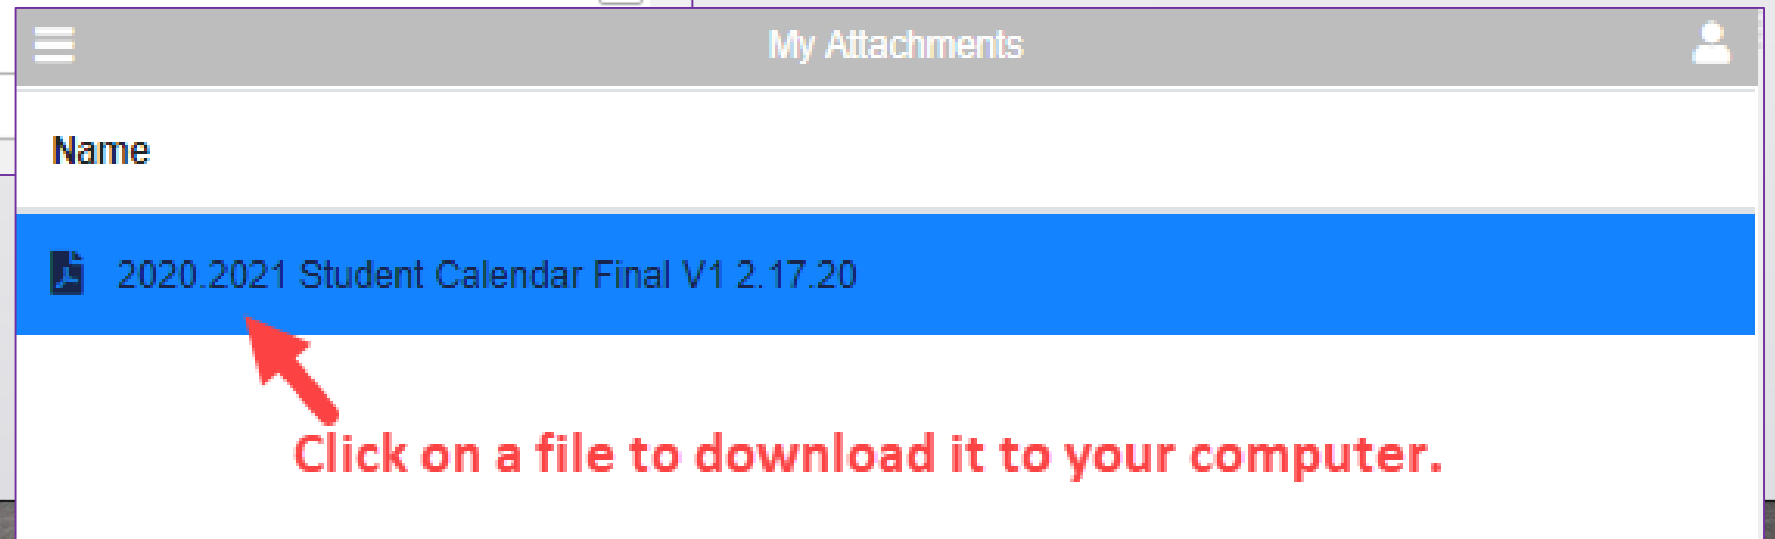 My Attachments
Name
2020.2021 Student Calendar Final V1 2.17.20
Click on a file to download it to your computer.